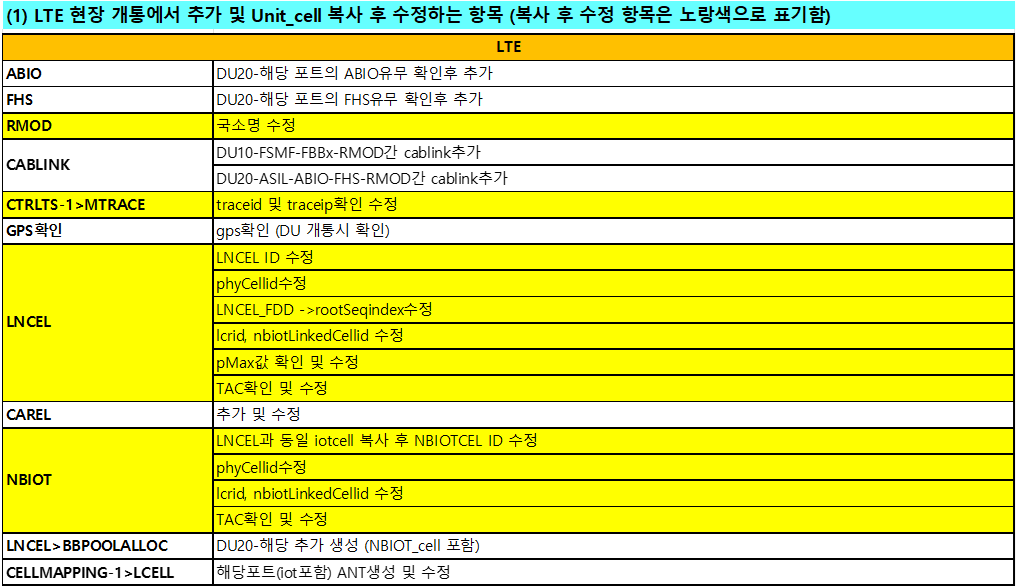 (1) LTE 현장 개통에서 추가 및 Unit_cell 복사 후 수정하는 항목 (복사 후 수정 항목은 노랑색으로 표기함)
LTE
ABIO
DU20-해당 포트의 ABIO유무 확인후 추가
FHS
DU20-해당 포트의 FHS유무 확인후 추가
RMOD
국소명 수정
CABLINK
DU10-FSMF-FBBx-RMOD간 cablink추가
DU20-ASIL-ABIO-FHS-RMOD간 cablink추가
CTRLTS-1>MTRACE
traceid 및 traceip확인 수정
GPS확인
gps확인 (DU 개통시 확인)
LNCEL
LNCEL ID 수정
phyCellid수정
LNCEL_FDD ->rootSeqindex수정
lcrid, nbiotLinkedCellid 수정
pMax값 확인 및 수정
TAC확인 및 수정
CAREL
추가 및 수정
NBIOT
LNCEL과 동일 iotcell 복사 후 NBIOTCEL ID 수정
phyCellid수정
lcrid, nbiotLinkedCellid 수정
TAC확인 및 수정
LNCEL>BBPOOLALLOC
DU20-해당 추가 생성 (NBIOT_cell 포함)
CELLMAPPING-1>LCELL
해당포트(iot포함) ANT생성 및 수정